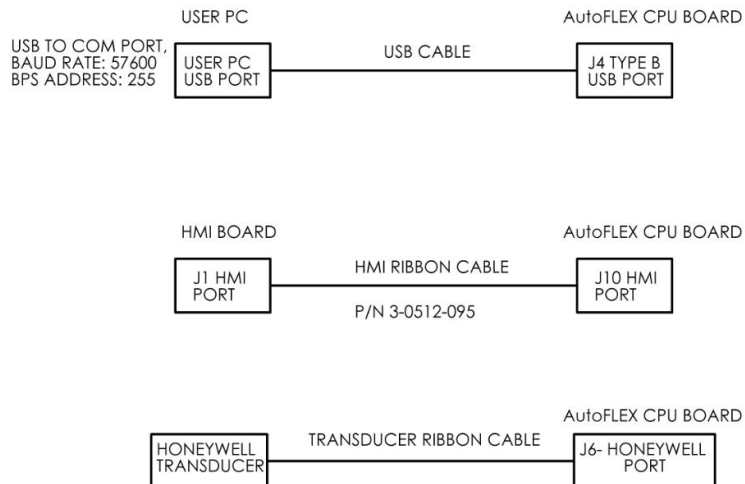 USER PC
AutoFLEX CPU BOARD
USB TO COM PORT,
BAUD RATE: 57600
BPS ADDRESS: 255
USER PC
USB PORT
USB CABLE
J4 TYPE B
USB PORT
HMI BOARD
AutoFLEX CPU BOARD
J1 HMI
PORT
HMI RIBBON CABLE
P/N 3-0512-095
J10 HMI
PORT
AutoFLEX CPU BOARD
HONEYWELL
TRANSDUCER
TRANSDUCER RIBBON CABLE
J6- HONEYWELL
PORT